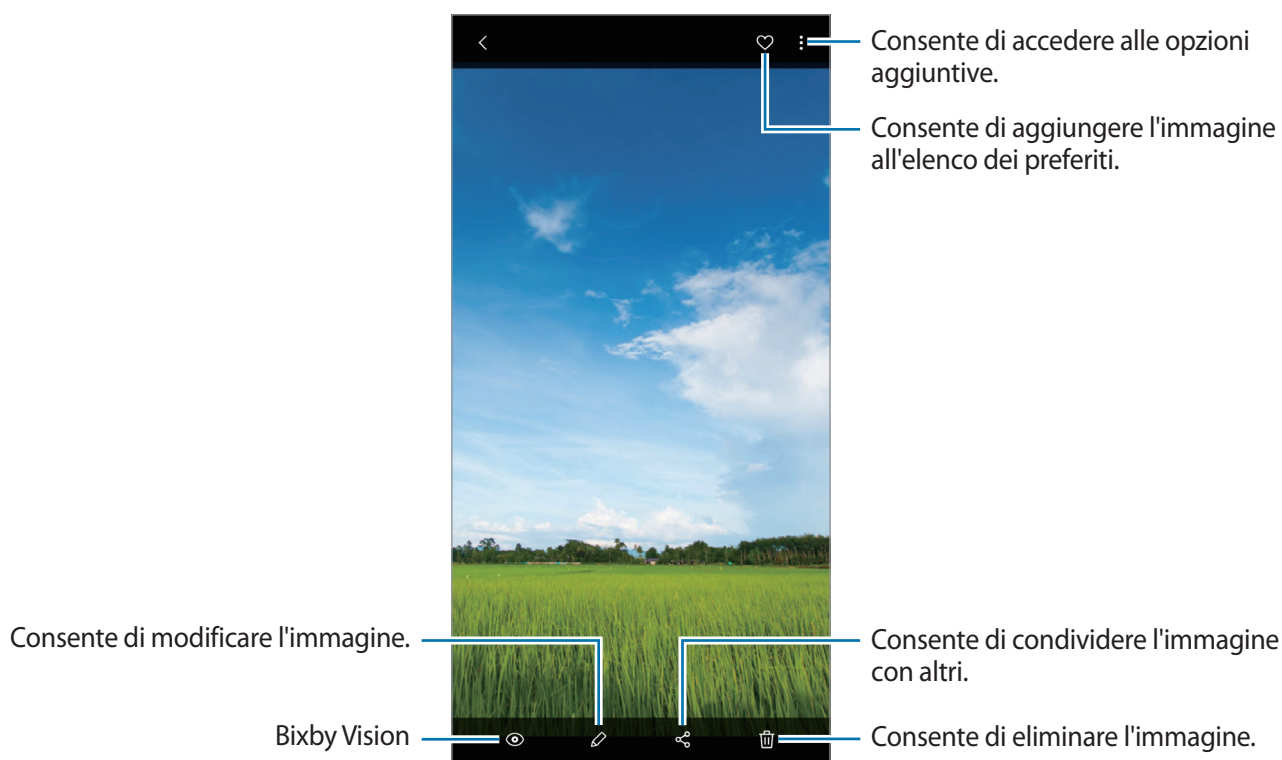 Consente di accedere alle opzioni
aggiuntive.
Consente di aggiungere l'immagine
all'elenco dei preferiti.
Consente di modificare l'immagine.
Consente di condividere l'immagine
con altri.
Bixby Vision
Consente di eliminare l'immagine.